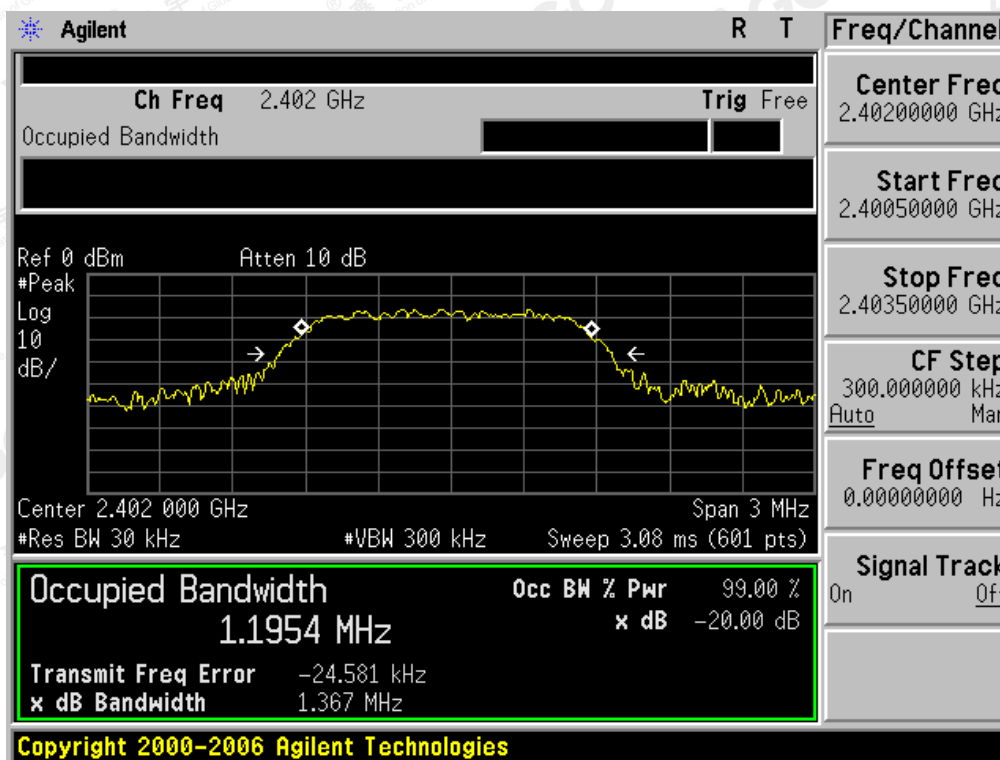 Agilent R T Freq/Channel
Ch Freq 2.402 GHz Trig Free
Occupied Bandwidth
Center Freq
2.40200000 GHz
Start Freq
2.40050000 GHz
Stop Freq
2.40350000 GHz
CF Step
300.000000 kHz
Auto Man
Freq Offset
0.00000000 Hz
Signal Track
On Off
Ref 0 dBm Atten 10 dB
#Peak
Log
10
dB/
Center 2.402 000 GHz Span 3 MHz
#Res BW 30 kHz #VBW 300 kHz Sweep 3.08 ms (601 pts)
Occupied Bandwidth Occ BW % Pwr 99.00 %
1.1954 MHz x dB -20.00 dB
Transmit Freq Error -24.581 kHz
x dB Bandwidth 1.367 MHz
Copyright 2000-2006 Agilent Technologies